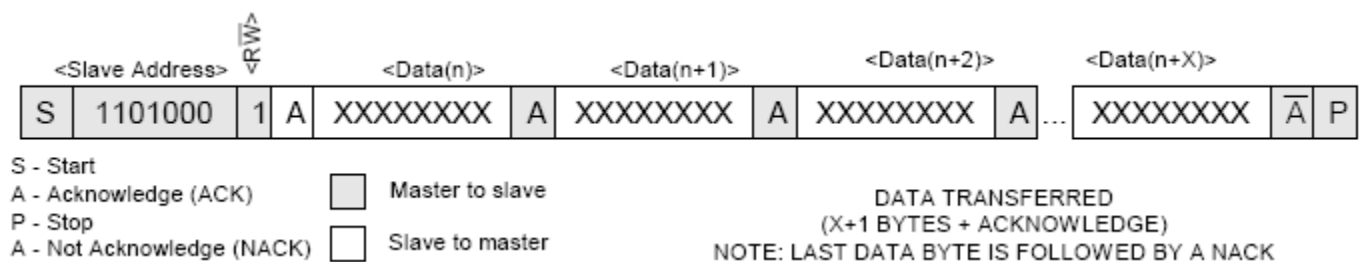 <Slave Address> <RW̅> <Data(n)> <Data(n+1)> <Data(n+2)> <Data(n+X)>
S 1101000 1 A XXXXXXXX A XXXXXXXX A XXXXXXXX A ... XXXXXXXX A̅ P
S - Start
A - Acknowledge (ACK)
P - Stop
A - Not Acknowledge (NACK)
Master to slave
Slave to master
DATA TRANSFERRED
(X+1 BYTES + ACKNOWLEDGE)
NOTE: LAST DATA BYTE IS FOLLOWED BY A NACK